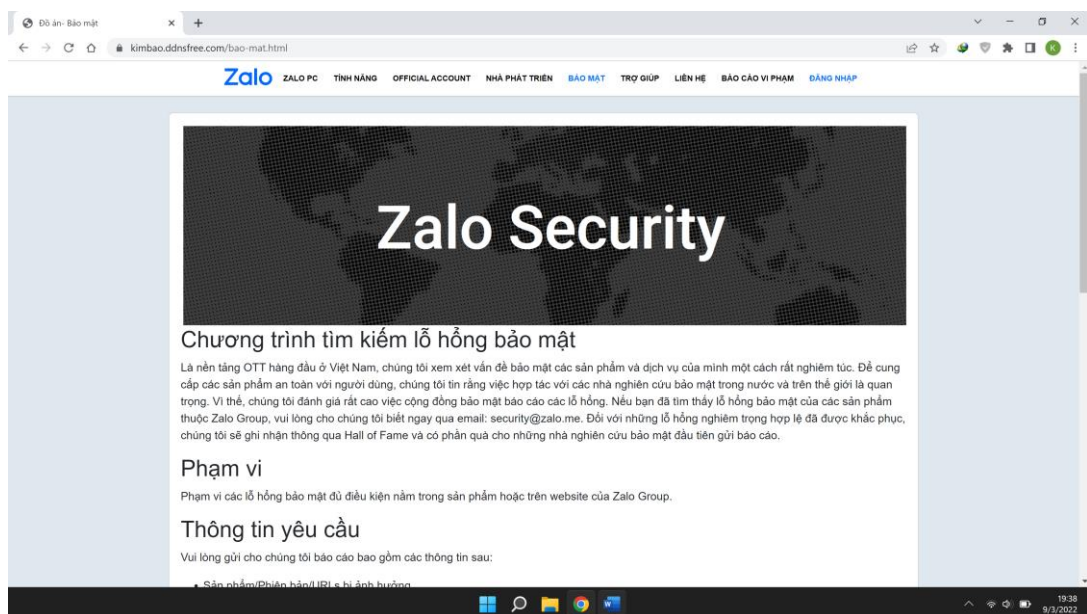 Đồ án- Bảo mật
kimbao.ddnsfree.com/bao-mat.html
K
Zalo ZALO PC TÍNH NĂNG OFFICIAL ACCOUNT NHÀ PHÁT TRIỂN BẢO MẬT TRỢ GIÚP LIÊN HỆ BÁO CÁO VI PHẠM ĐĂNG NHẬP
Zalo Security
Chương trình tìm kiếm lỗ hổng bảo mật
Là nền tảng OTT hàng đầu ở Việt Nam, chúng tôi xem xét vấn đề bảo mật các sản phẩm và dịch vụ của mình một cách rất nghiêm túc. Để cung
cấp các sản phẩm an toàn với người dùng, chúng tôi tin rằng việc hợp tác với các nhà nghiên cứu bảo mật trong nước và trên thế giới là quan
trọng. Vì thế, chúng tôi đánh giá rất cao việc cộng đồng bảo mật báo cáo các lỗ hổng. Nếu bạn đã tìm thấy lỗ hổng bảo mật của các sản phẩm
thuộc Zalo Group, vui lòng cho chúng tôi biết ngay qua email: security@zalo.me. Đối với những lỗ hổng nghiêm trọng hợp lệ đã được khắc phục,
chúng tôi sẽ ghi nhận thông qua Hall of Fame và có phần quà cho những nhà nghiên cứu bảo mật đầu tiên gửi báo cáo.
Phạm vi
Phạm vi các lỗ hổng bảo mật đủ điều kiện nằm trong sản phẩm hoặc trên website của Zalo Group.
Thông tin yêu cầu
Vui lòng gửi cho chúng tôi báo cáo bao gồm các thông tin sau:
Sản phẩm/Phiên bản/URLs bị ảnh hưởng
19:38
9/3/2022